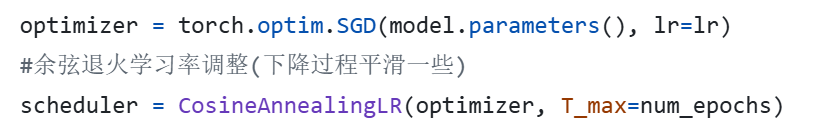 optimizer = torch.optim.SGD(model.parameters(), lr=lr)
#余弦退火学习率调整(下降过程平滑一些)
scheduler = CosineAnnealingLR(optimizer, T_max=num_epochs)